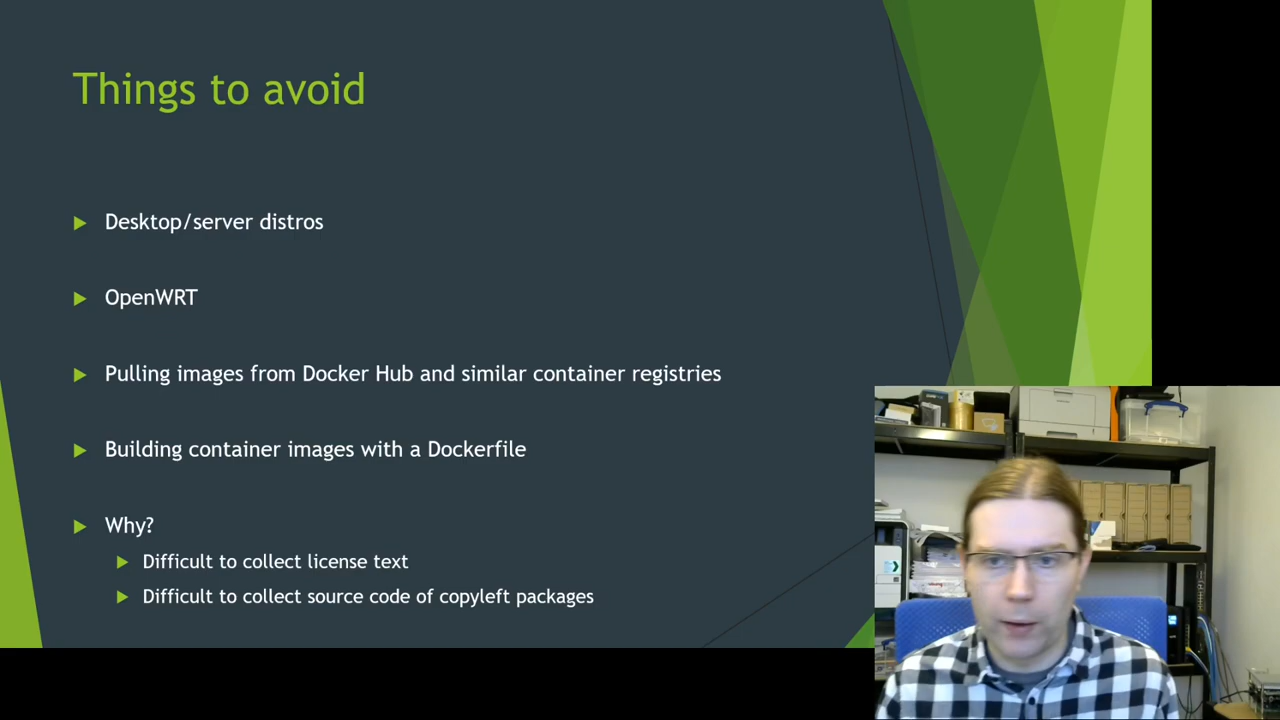 Things to avoid
Desktop/server distros
OpenWRT
Pulling images from Docker Hub and similar container registries
Building container images with a Dockerfile
Why?
Difficult to collect license text
Difficult to collect source code of copyleft packages